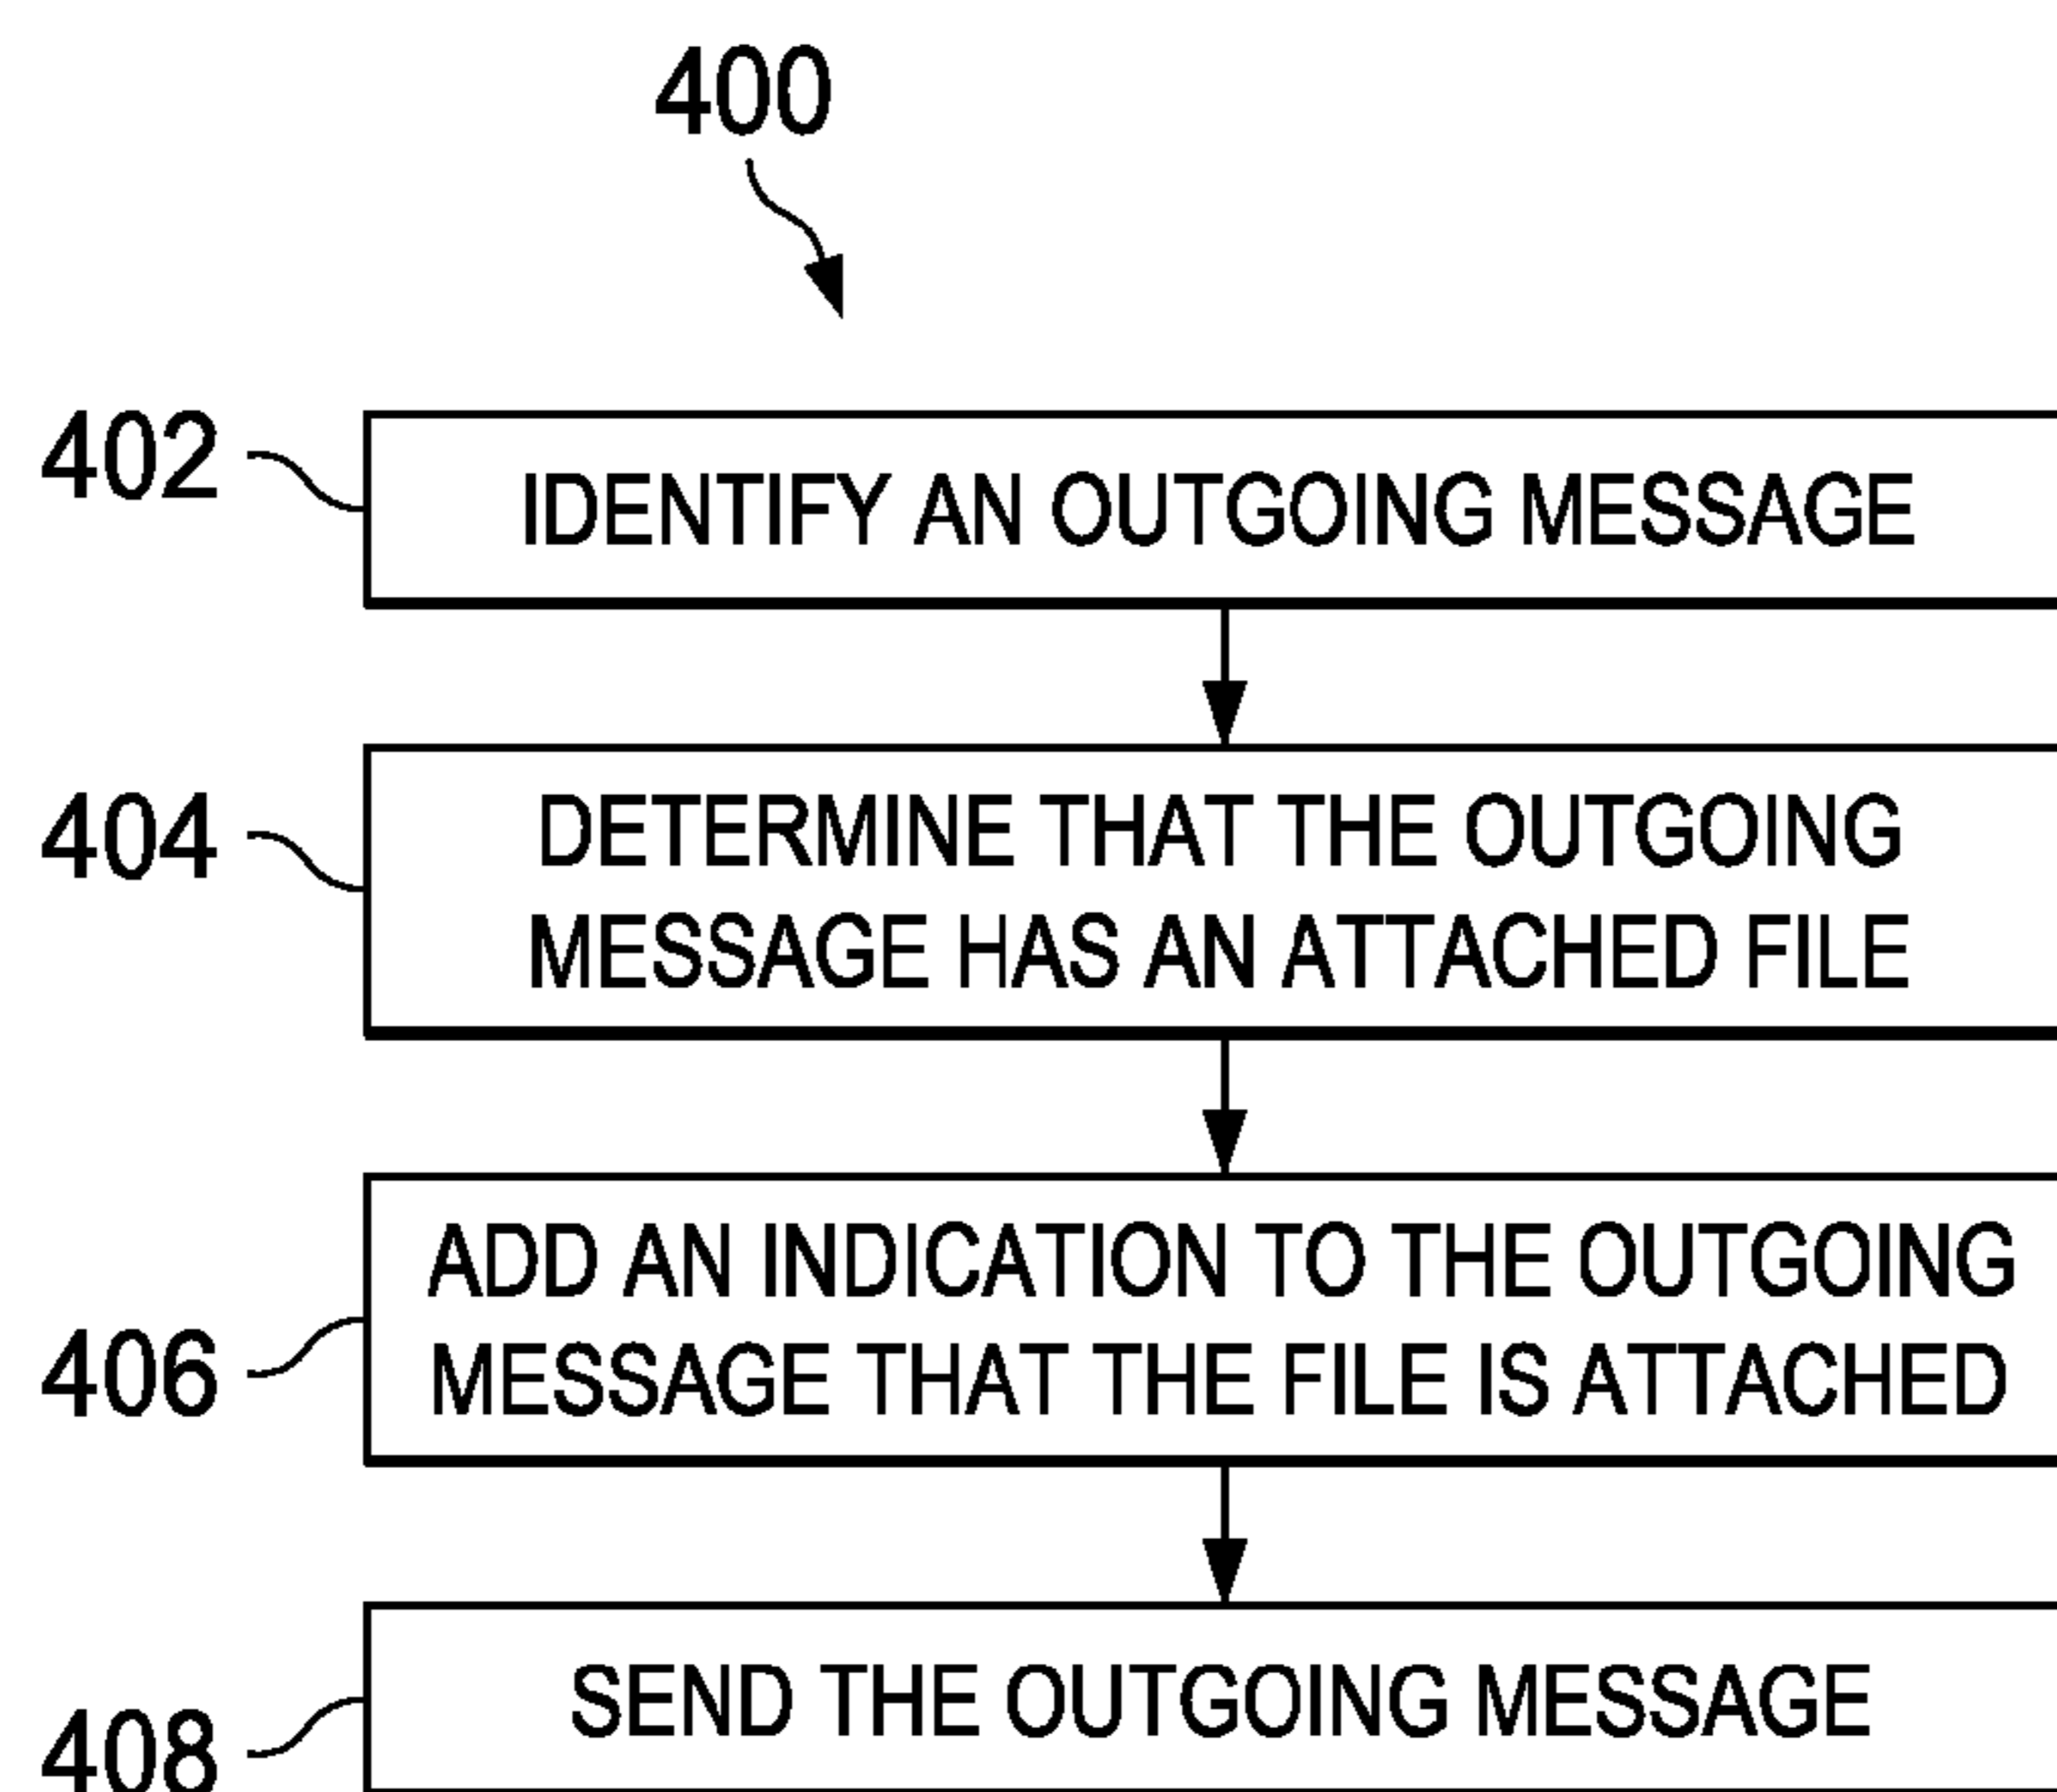 400
402
IDENTIFY AN OUTGOING MESSAGE
404
DETERMINE THAT THE OUTGOING
MESSAGE HAS AN ATTACHED FILE
406
ADD AN INDICATION TO THE OUTGOING
MESSAGE THAT THE FILE IS ATTACHED
408
SEND THE OUTGOING MESSAGE